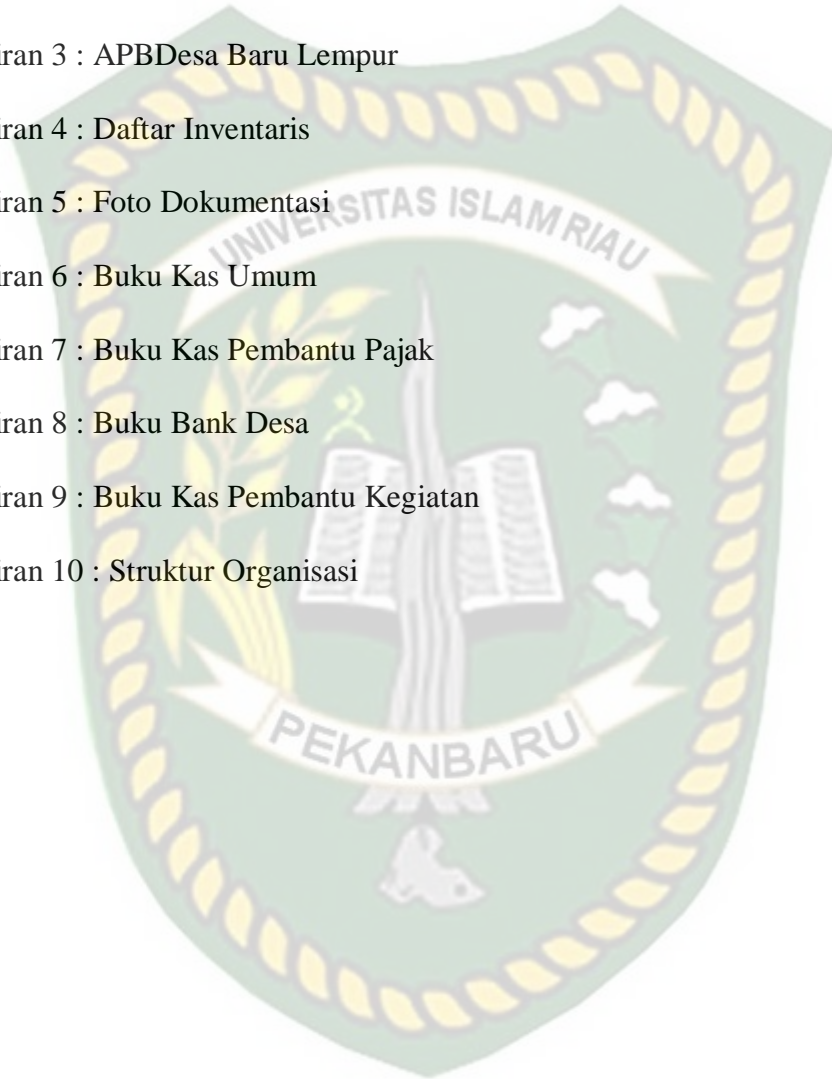 iran 3 : APBDesa Baru Lempur
iran 4 : Daftar Inventaris
iran 5 : Foto Dokumentasi
UNIVERSITAS ISLAM RIAU
iran 6 : Buku Kas Umum
iran 7 : Buku Kas Pembantu Pajak
iran 8 : Buku Bank Desa
iran 9 : Buku Kas Pembantu Kegiatan
iran 10 : Struktur Organisasi
PEKANBARU